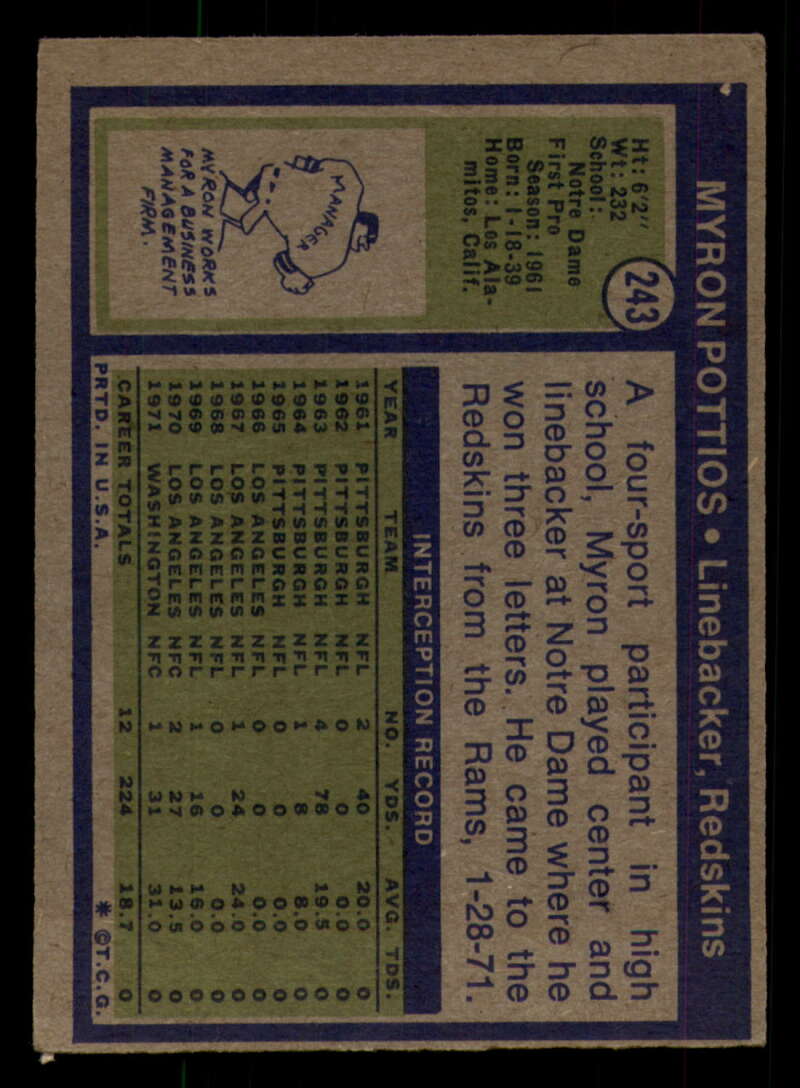 MYRON POTTIOS • Linebacker, Redskins
243
Ht: 6'2"
Wt: 232
School:
Notre Dame
First Pro
Season: 1961
Born: 1-18-39
Home: Los Ala-
mitos, Calif.
MANAGER
MYRON WORKS
FOR A BUSINESS
MANAGEMENT
FIRM.
A four-sport participant in high
school, Myron played center and
linebacker at Notre Dame where he
won three letters. He came to the
Redskins from the Rams, 1-28-71.
INTERCEPTION RECORD
YEAR TEAM NO. YDS. AVG. TDS.
1961 PITTSBURGH NFL 2 40 20.0 0
1962 PITTSBURGH NFL 0 0 0.0 0
1963 PITTSBURGH NFL 4 78 19.5 0
1964 PITTSBURGH NFL 1 8 8.0 0
1965 PITTSBURGH NFL 0 0 0.0 0
1966 LOS ANGELES NFL 0 0 0.0 0
1967 LOS ANGELES NFL 1 24 24.0 0
1968 LOS ANGELES NFL 0 0 0.0 0
1969 LOS ANGELES NFL 1 16 16.0 0
1970 LOS ANGELES NFC 2 27 13.5 0
1971 WASHINGTON NFC 1 31 31.0 0
CAREER TOTALS 12 224 18.7 0
PRTD. IN U.S.A. * ©T.C.G.